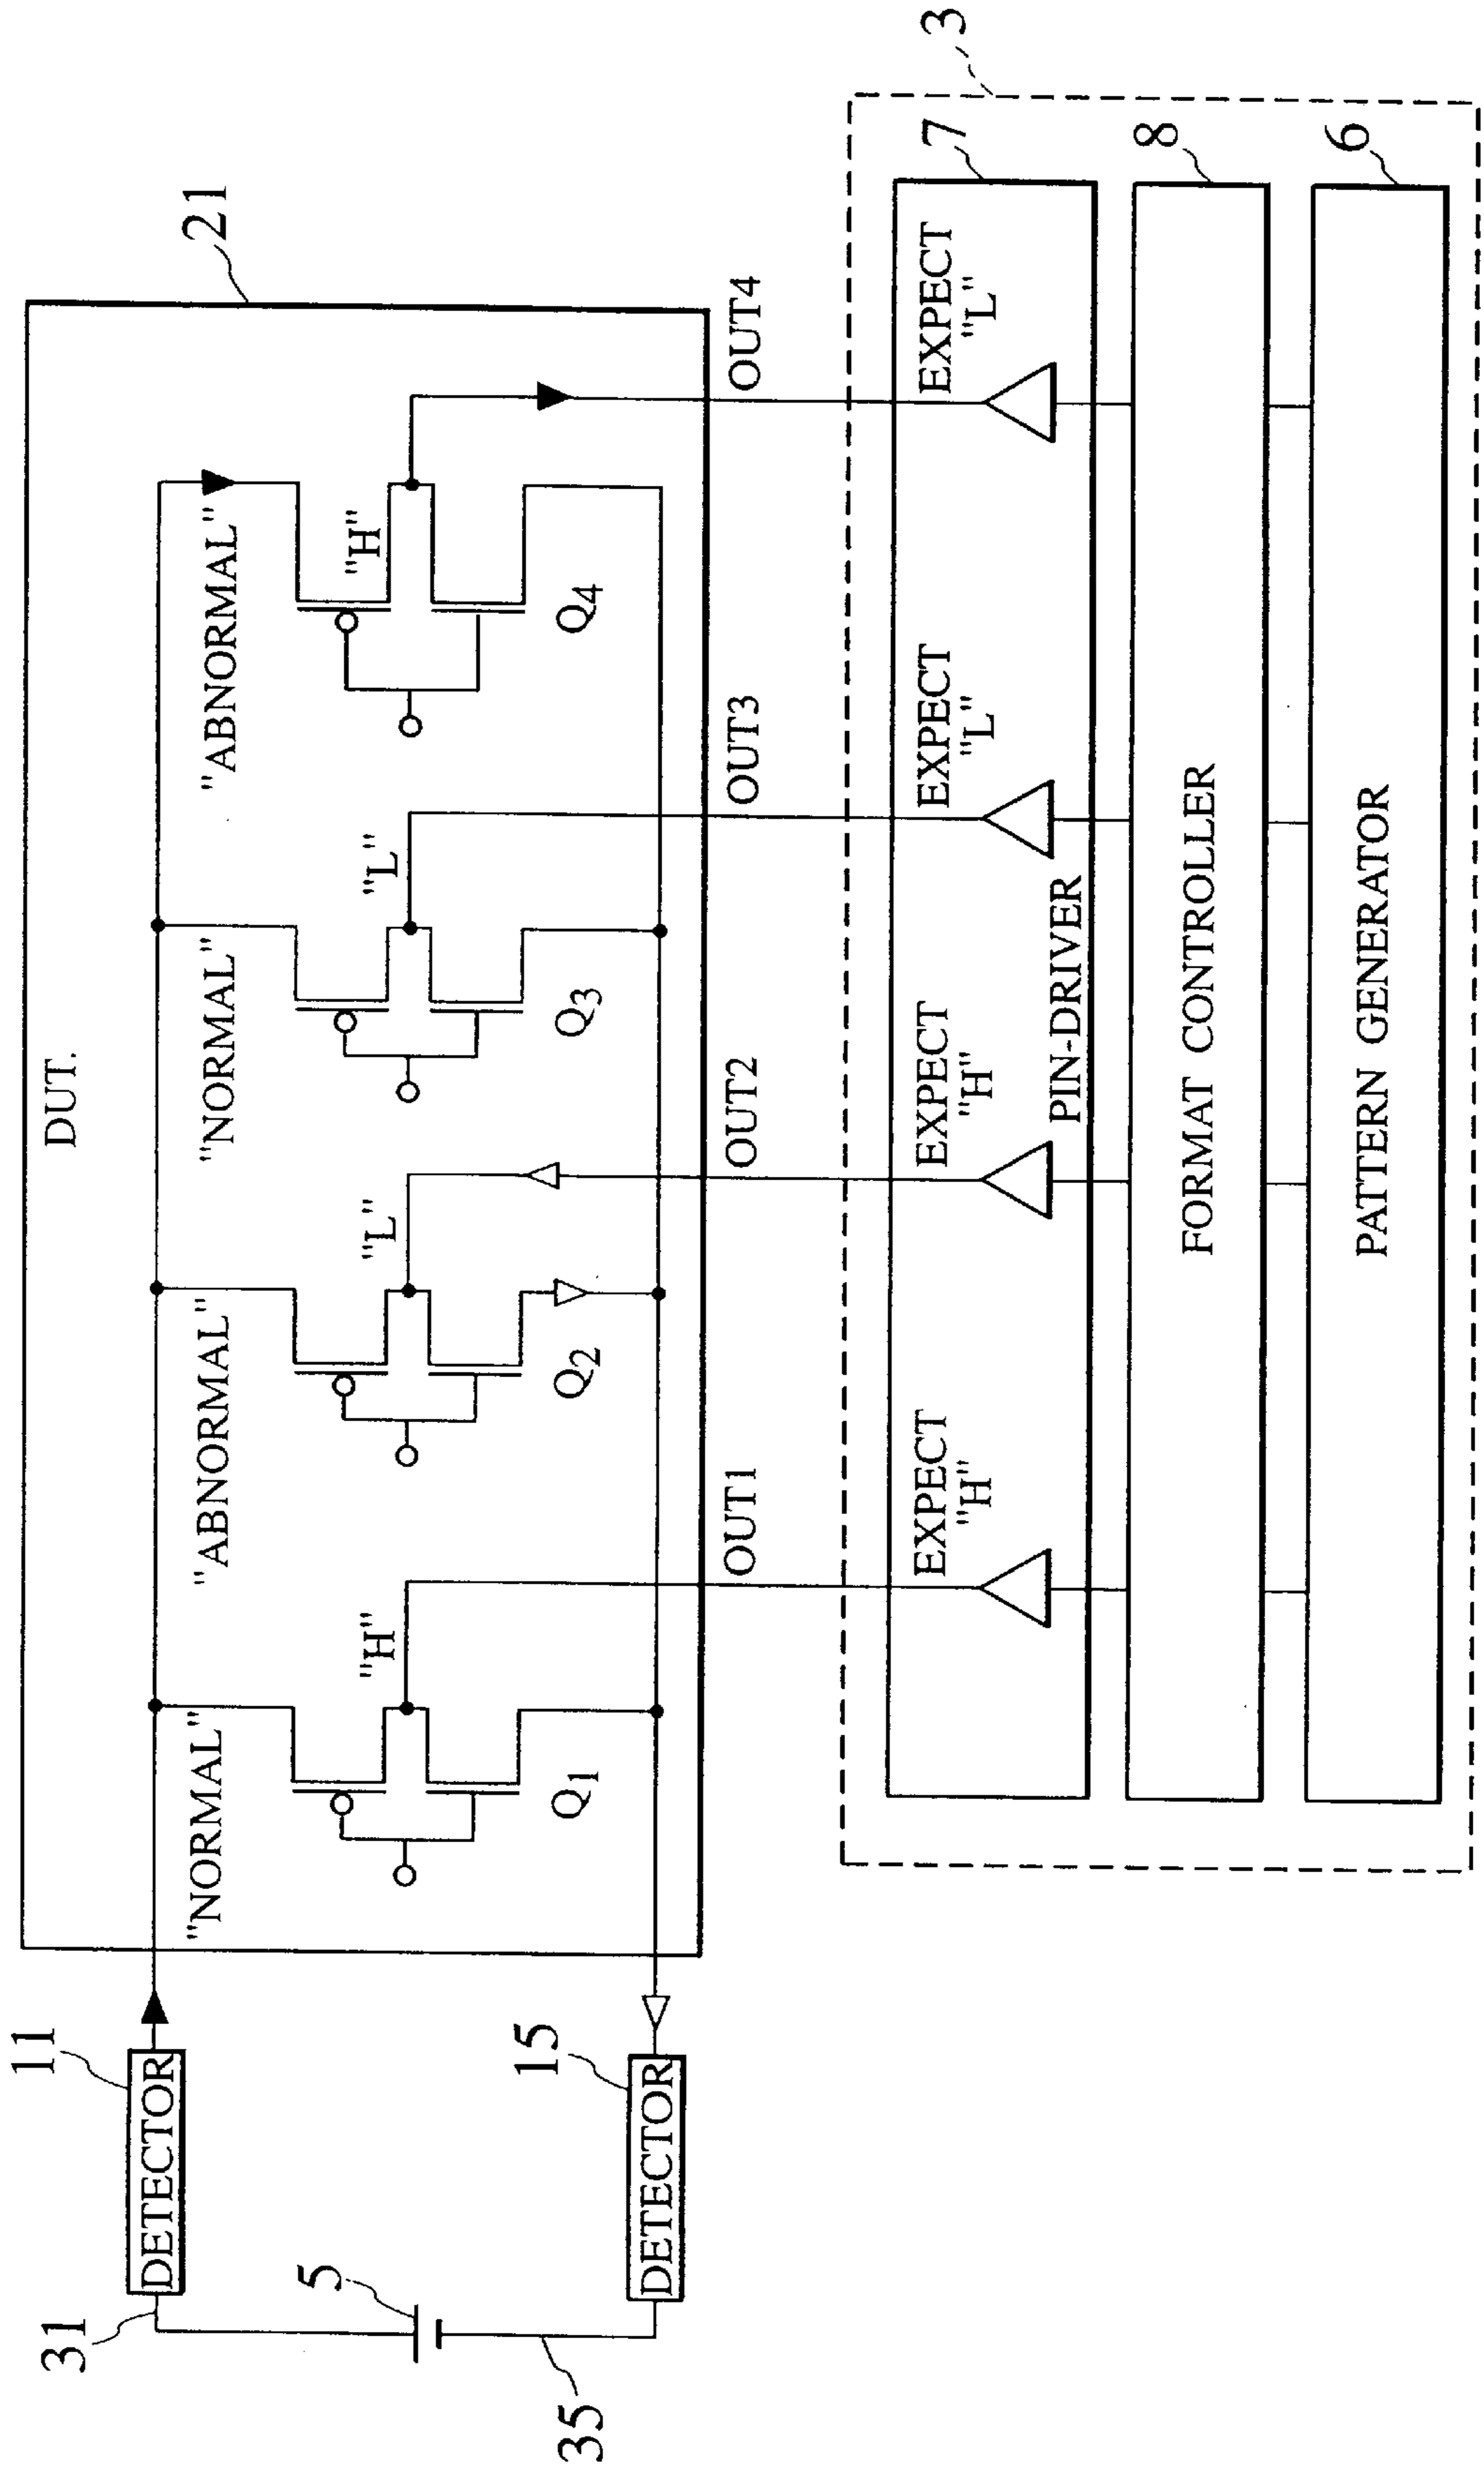 DUT.
21
11
31
DETECTOR
5
35
15
DETECTOR
"NORMAL"
"ABNORMAL"
"NORMAL"
"ABNORMAL"
"H"
"L"
"L"
"H"
Q1
Q2
Q3
Q4
OUT1
OUT2
OUT3
OUT4
3
EXPECT
"H"
EXPECT
"H"
EXPECT
"L"
EXPECT
"L"
7
PIN-DRIVER
8
FORMAT CONTROLLER
6
PATTERN GENERATOR